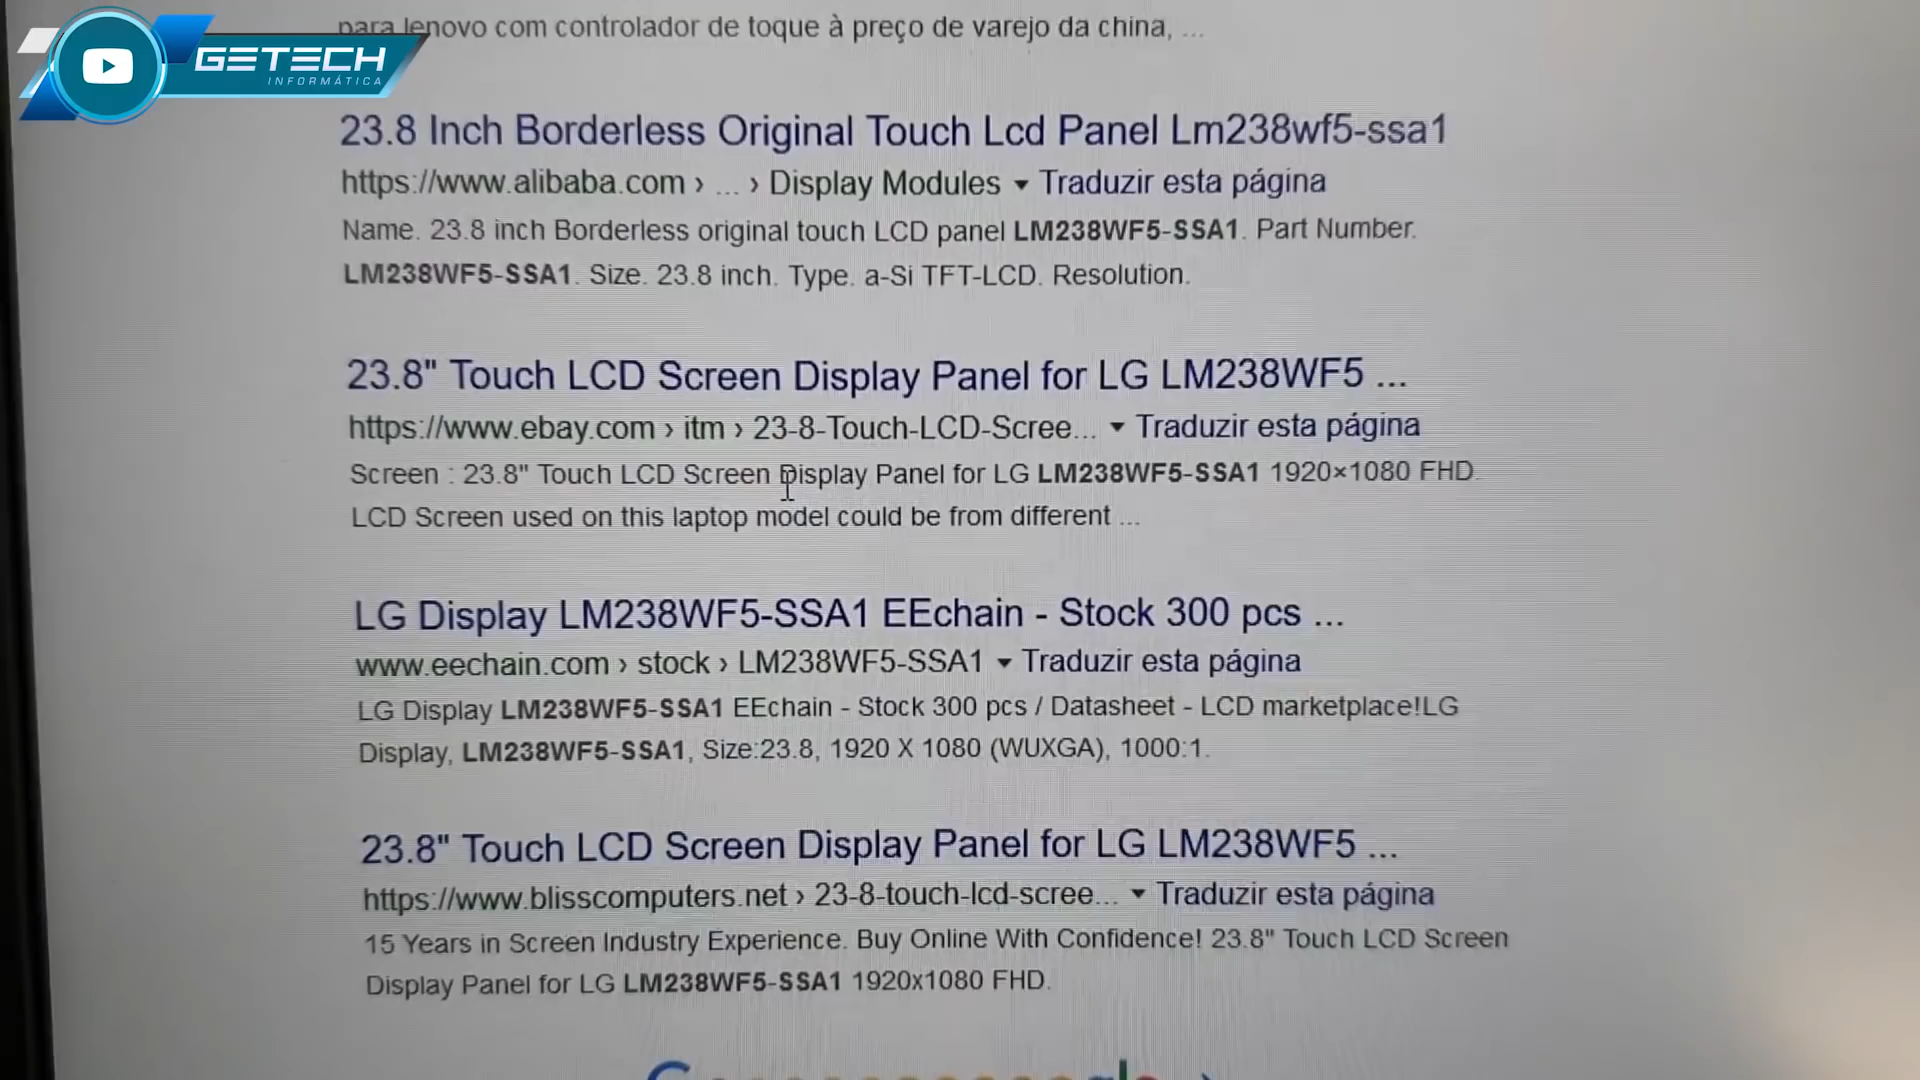 para lenovo com controlador de toque à preço de varejo da china, ...
GETECH
INFORMÁTICA
23.8 Inch Borderless Original Touch Lcd Panel Lm238wf5-ssa1
https://www.alibaba.com › ... › Display Modules ▾ Traduzir esta página
Name. 23.8 inch Borderless original touch LCD panel LM238WF5-SSA1. Part Number.
LM238WF5-SSA1. Size. 23.8 inch. Type. a-Si TFT-LCD. Resolution.
23.8" Touch LCD Screen Display Panel for LG LM238WF5 ...
https://www.ebay.com › itm › 23-8-Touch-LCD-Scree... ▾ Traduzir esta página
Screen : 23.8" Touch LCD Screen Display Panel for LG LM238WF5-SSA1 1920×1080 FHD.
LCD Screen used on this laptop model could be from different ...
LG Display LM238WF5-SSA1 EEchain - Stock 300 pcs ...
www.eechain.com › stock › LM238WF5-SSA1 ▾ Traduzir esta página
LG Display LM238WF5-SSA1 EEchain - Stock 300 pcs / Datasheet - LCD marketplace!LG
Display, LM238WF5-SSA1, Size:23.8, 1920 X 1080 (WUXGA), 1000:1.
23.8" Touch LCD Screen Display Panel for LG LM238WF5 ...
https://www.blisscomputers.net › 23-8-touch-lcd-scree... ▾ Traduzir esta página
15 Years in Screen Industry Experience. Buy Online With Confidence! 23.8" Touch LCD Screen
Display Panel for LG LM238WF5-SSA1 1920x1080 FHD.